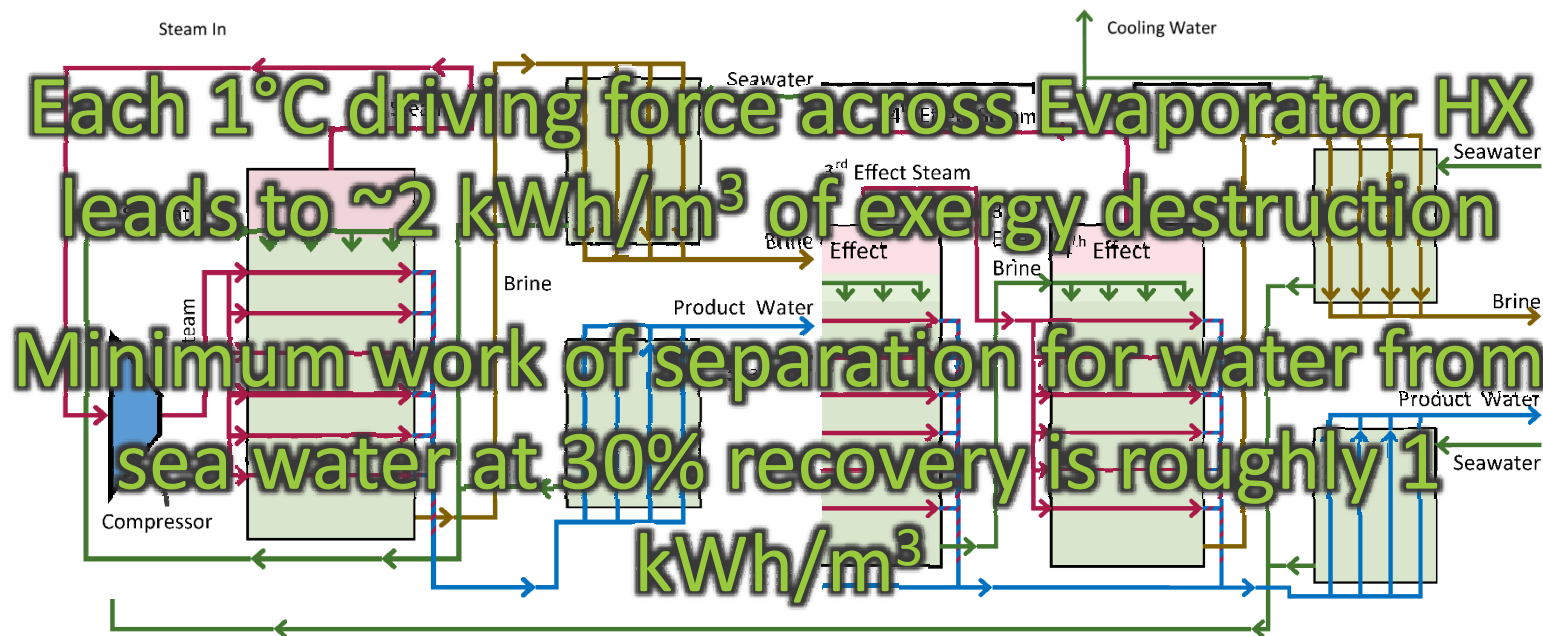 Steam In
Cooling Water
Each 1°C driving force across Evaporator HX
leads to ~2 kWh/m³ of exergy destruction
Minimum work of separation for water from
sea water at 30% recovery is roughly 1
kWh/m³
Seawater
Seawater
3rd Effect Steam
Brine
Effect
Brine
4th Effect
Brine
Brine
Product Water
Product Water
Seawater
Compressor